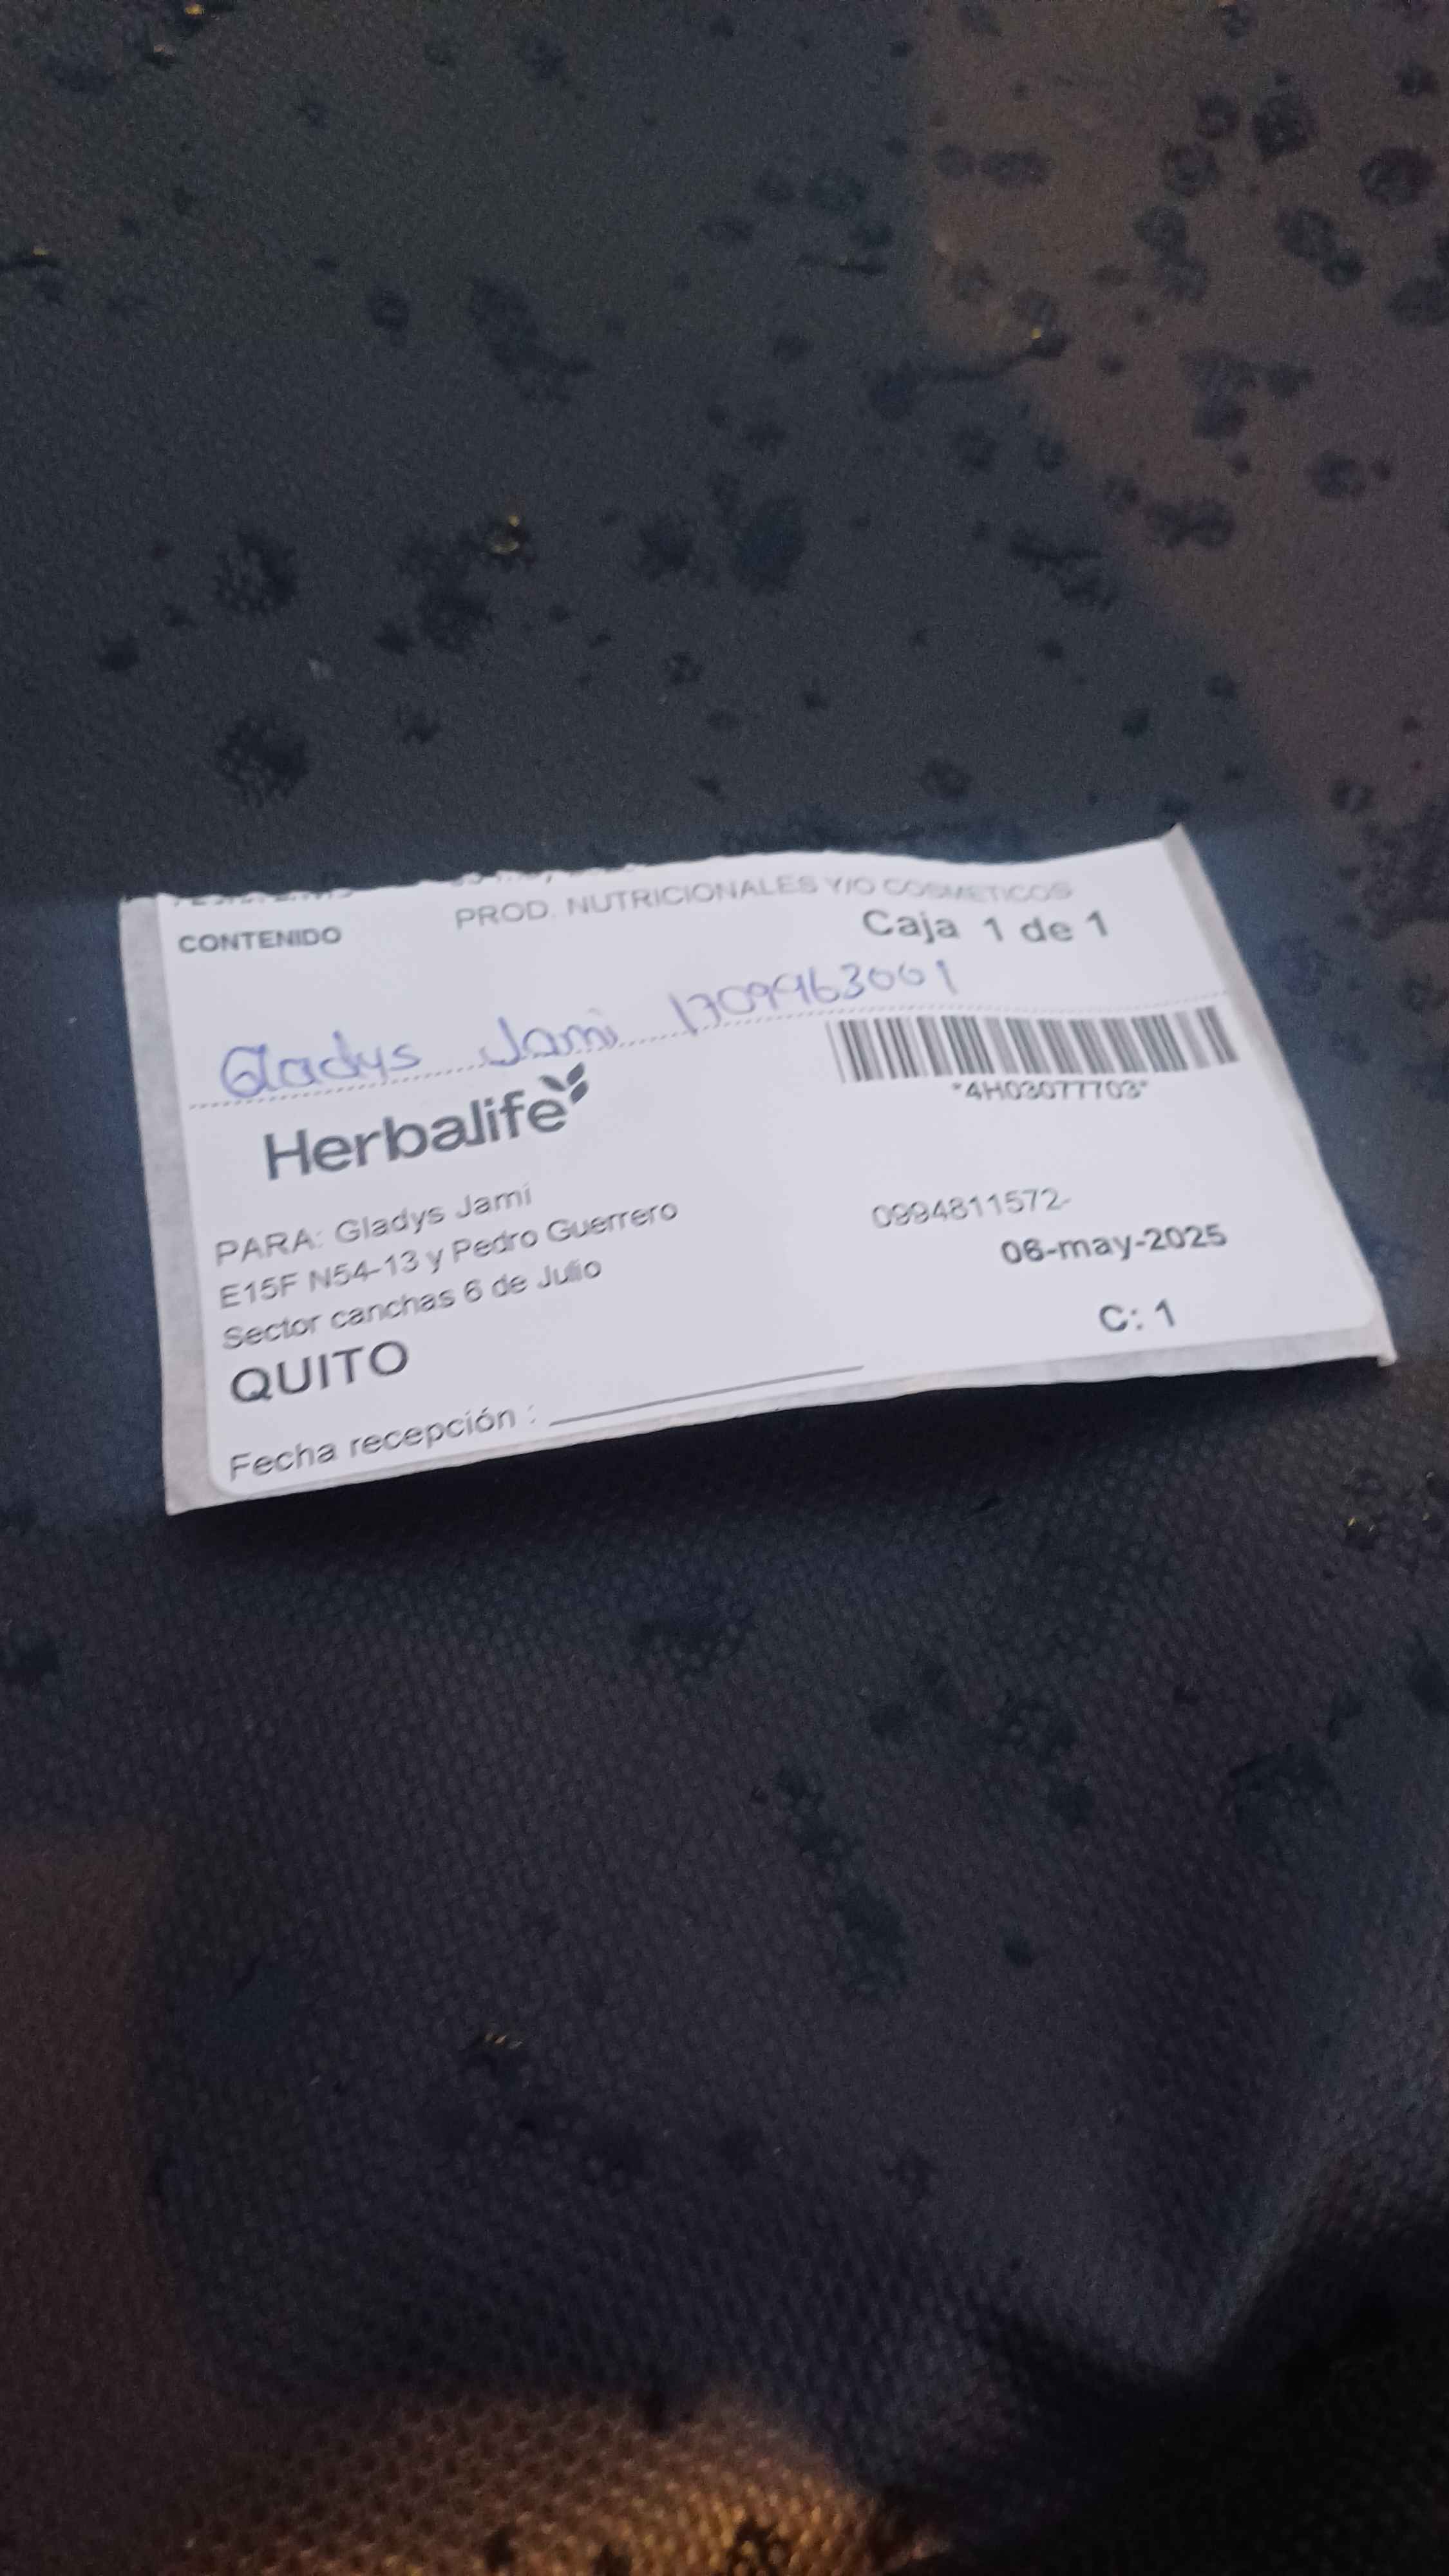 PROD. NUTRICIONALES Y/O COSMETICOS
CONTENIDO
Caja 1 de 1
Gladys Jami 1709963001
*4H03077703*
Herbalife
PARA: Gladys Jami
E15F N54-13 y Pedro Guerrero
Sector canchas 6 de Julio
QUITO
0994811572-
06-may-2025
C: 1
Fecha recepción :